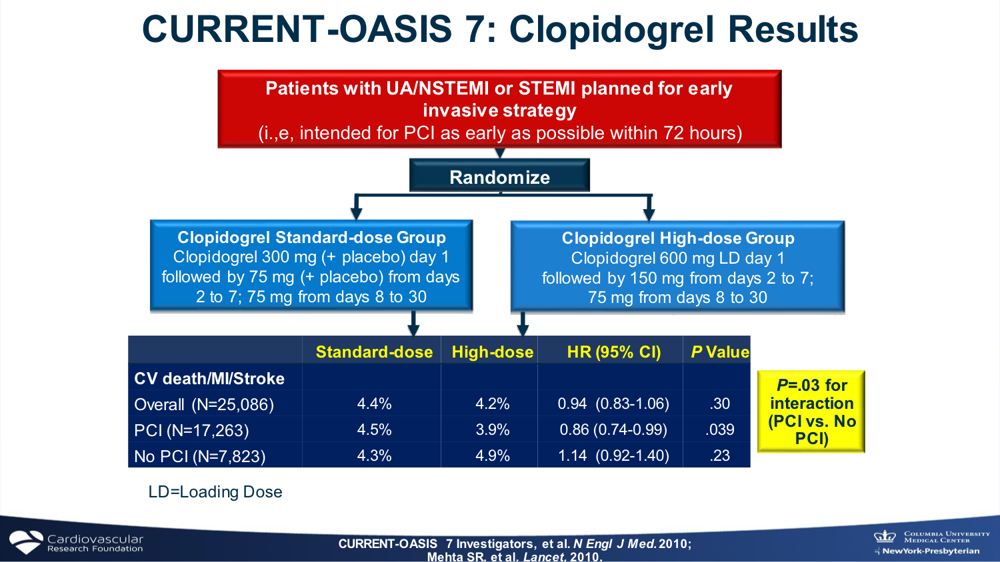 CURRENT-OASIS 7: Clopidogrel Results
Patients with UA/NSTEMI or STEMI planned for early
invasive strategy
(i.,e, intended for PCI as early as possible within 72 hours)
Randomize
Clopidogrel Standard-dose Group
Clopidogrel 300 mg (+ placebo) day 1
followed by 75 mg (+ placebo) from days
2 to 7; 75 mg from days 8 to 30
Clopidogrel High-dose Group
Clopidogrel 600 mg LD day 1
followed by 150 mg from days 2 to 7;
75 mg from days 8 to 30
Standard-dose High-dose HR (95% CI) P Value
CV death/MI/Stroke
Overall (N=25,086) 4.4% 4.2% 0.94 (0.83-1.06) .30
PCI (N=17,263) 4.5% 3.9% 0.86 (0.74-0.99) .039
No PCI (N=7,823) 4.3% 4.9% 1.14 (0.92-1.40) .23
P=.03 for
interaction
(PCI vs. No
PCI)
LD=Loading Dose
Cardiovascular
Research Foundation
CURRENT-OASIS 7 Investigators, et al. N Engl J Med. 2010;
Mehta SR, et al. Lancet. 2010.
Columbia University
Medical Center
NewYork-Presbyterian